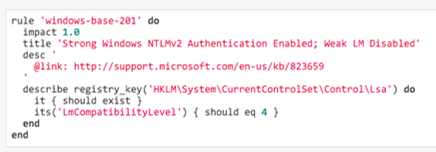 rule 'windows-base-201' do
impact 1.0
title 'Strong Windows NTLMv2 Authentication Enabled; Weak LM Disabled'
desc '
@link: http://support.microsoft.com/en-us/kb/823659
'
describe registry_key('HKLM\System\CurrentControlSet\Control\Lsa') do
it { should exist }
its('LmCompatibilityLevel') { should eq 4 }
end
end